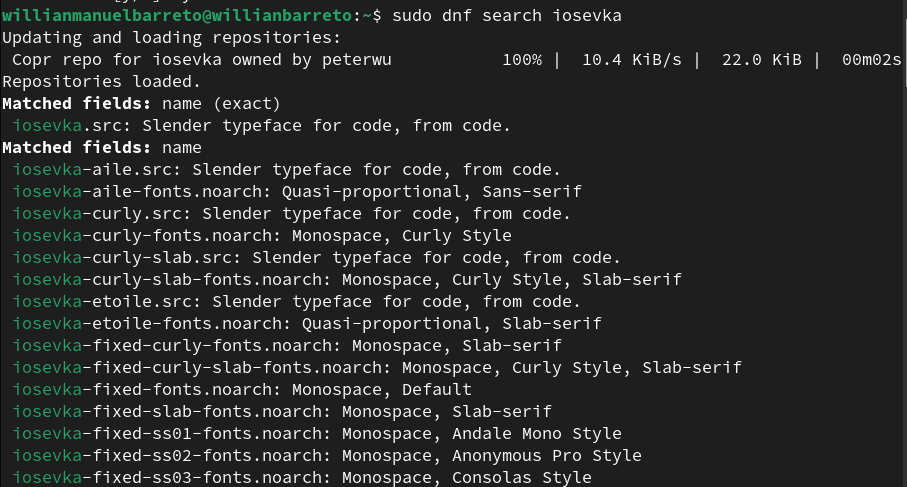 willianmanuelbarreto@willianbarreto:~$ sudo dnf search iosevka
Updating and loading repositories:
 Copr repo for iosevka owned by peterwu           100% |  10.4 KiB/s |  22.0 KiB |  00m02s
Repositories loaded.
Matched fields: name (exact)
 iosevka.src: Slender typeface for code, from code.
Matched fields: name
 iosevka-aile.src: Slender typeface for code, from code.
 iosevka-aile-fonts.noarch: Quasi-proportional, Sans-serif
 iosevka-curly.src: Slender typeface for code, from code.
 iosevka-curly-fonts.noarch: Monospace, Curly Style
 iosevka-curly-slab.src: Slender typeface for code, from code.
 iosevka-curly-slab-fonts.noarch: Monospace, Curly Style, Slab-serif
 iosevka-etoile.src: Slender typeface for code, from code.
 iosevka-etoile-fonts.noarch: Quasi-proportional, Slab-serif
 iosevka-fixed-curly-fonts.noarch: Monospace, Slab-serif
 iosevka-fixed-curly-slab-fonts.noarch: Monospace, Curly Style, Slab-serif
 iosevka-fixed-fonts.noarch: Monospace, Default
 iosevka-fixed-slab-fonts.noarch: Monospace, Slab-serif
 iosevka-fixed-ss01-fonts.noarch: Monospace, Andale Mono Style
 iosevka-fixed-ss02-fonts.noarch: Monospace, Anonymous Pro Style
 iosevka-fixed-ss03-fonts.noarch: Monospace, Consolas Style